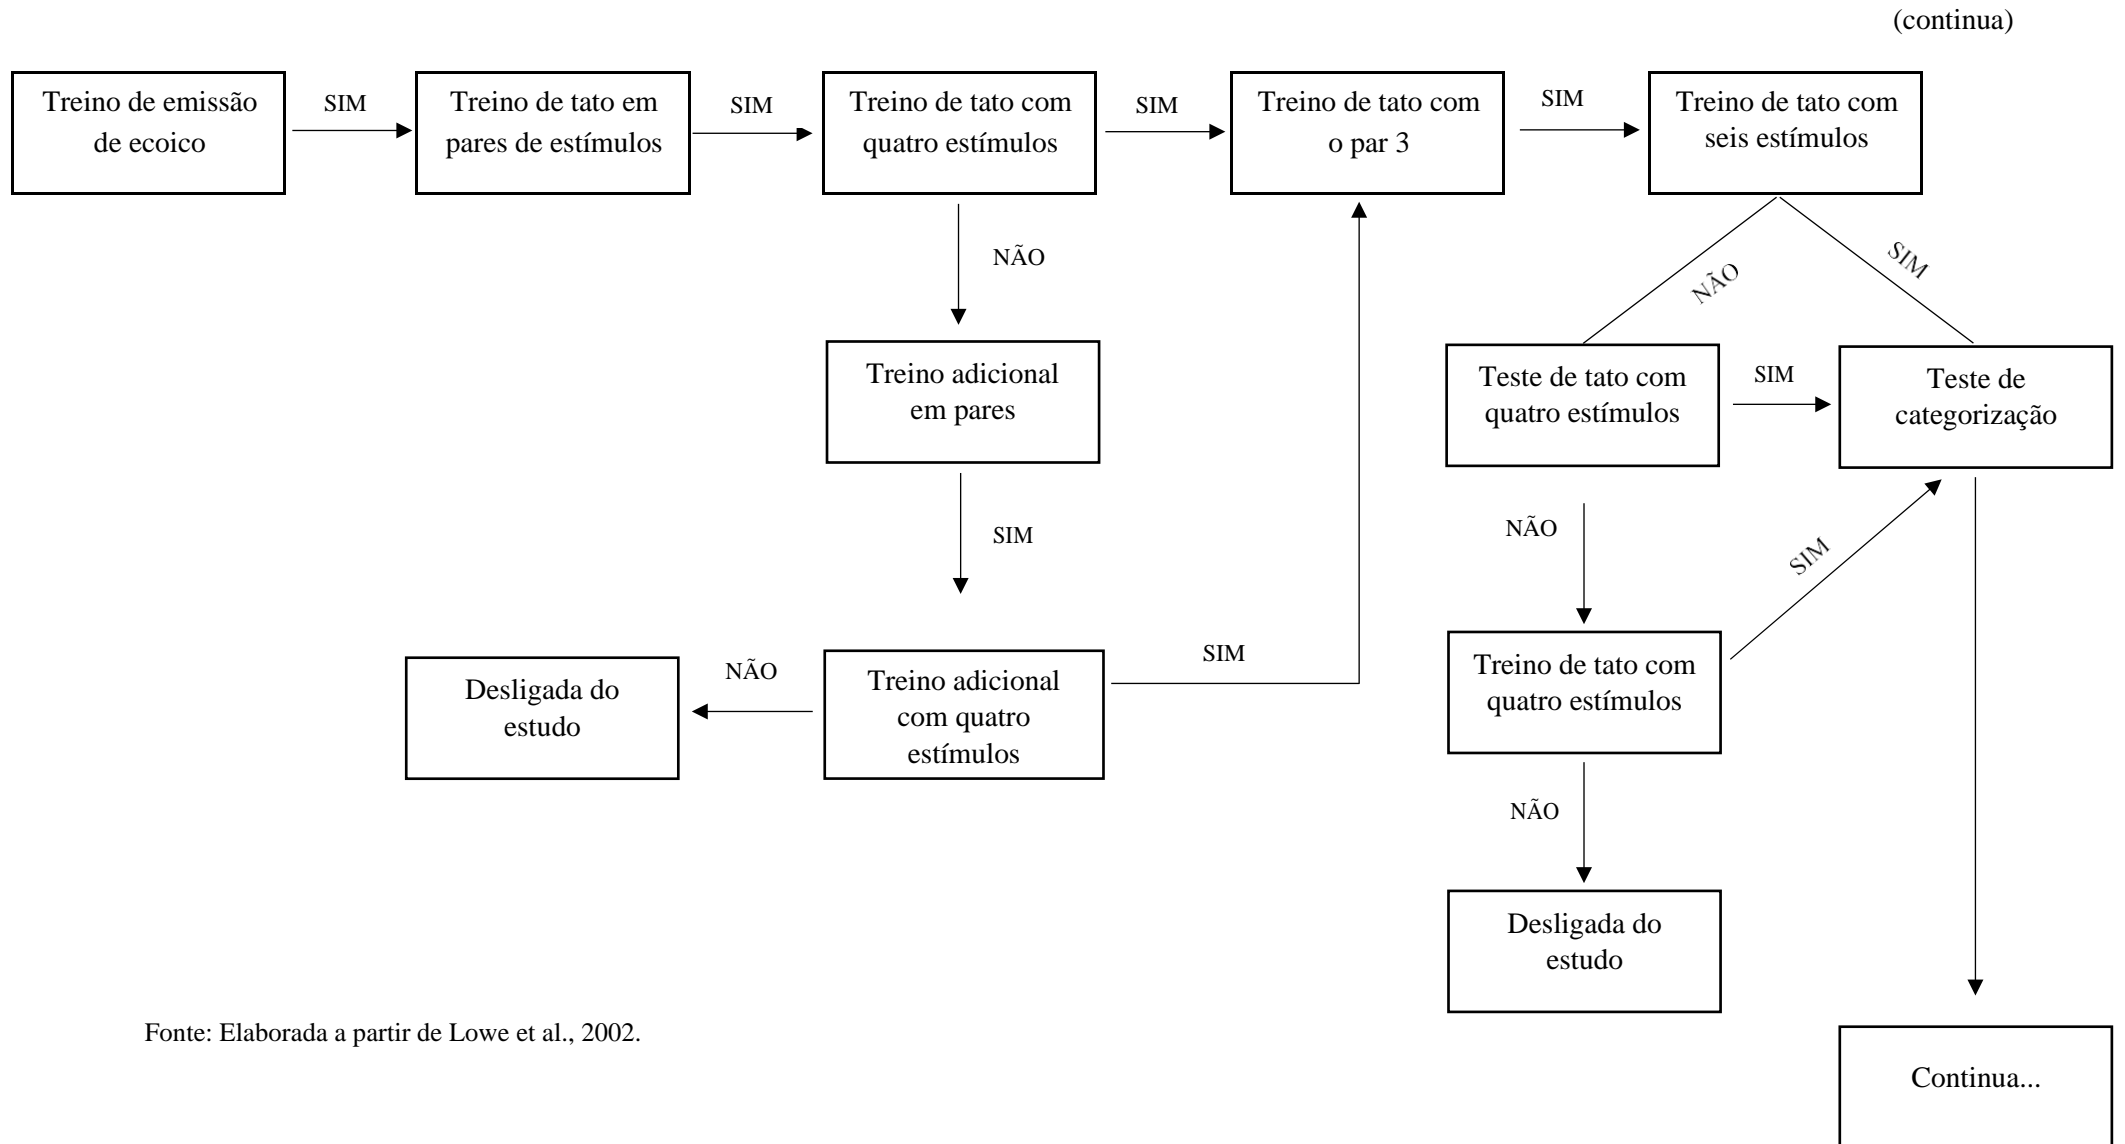 (continua)
Treino de emissão
de ecoico
SIM
Treino de tato em
pares de estímulos
SIM
Treino de tato com
quatro estímulos
SIM
Treino de tato com
o par 3
SIM
Treino de tato com
seis estímulos
NÃO
NÃO
SIM
Treino adicional
em pares
Teste de tato com
quatro estímulos
SIM
Teste de
categorização
SIM
NÃO
SIM
Desligada do
estudo
NÃO
Treino adicional
com quatro
estímulos
SIM
Treino de tato com
quatro estímulos
NÃO
Desligada do
estudo
Fonte: Elaborada a partir de Lowe et al., 2002.
Continua...